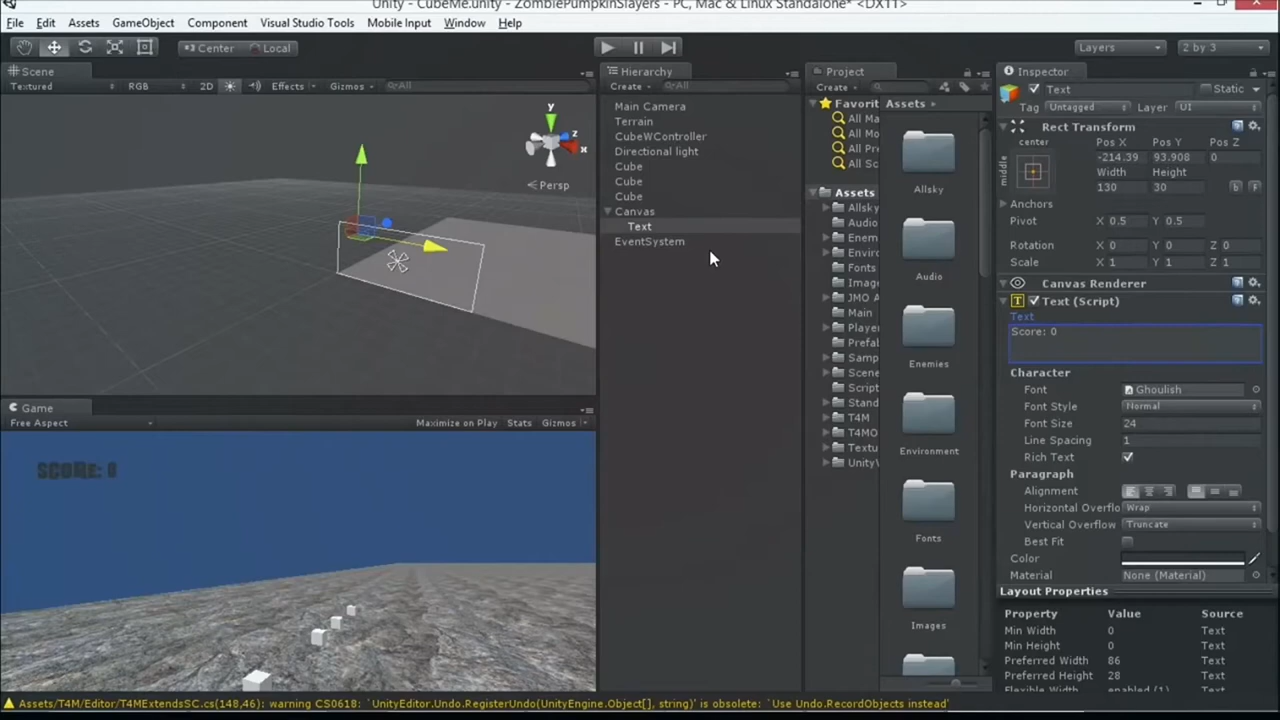 Unity - CubeMe.unity - ZombiePumpkinSlayers - PC, Mac & Linux Standalone* <DX11>
File Edit Assets GameObject Component Visual Studio Tools Mobile Input Window Help
Center Local Layers 2 by 3
Scene
Textured RGB 2D Effects Gizmos All
y
z
x
Persp
Hierarchy
Create All
Main Camera
Terrain
CubeWController
Directional light
Cube
Cube
Cube
Canvas
Text
EventSystem
Project
Create
Favorit
All Ma
All Mo
All Pre
All Sc
Assets
Allsky
Audio
Enem
Enviro
Fonts
Image
JMO A
Main
Player
Prefab
Samp
Scene
Script
Stand
T4M
T4MO
Textu
UnityV
Assets
Allsky
Audio
Enemies
Environment
Fonts
Images
Inspector
Text Static
Tag Untagged Layer UI
Rect Transform
center Pos X Pos Y Pos Z
middle -214.39 93.908 0
Width Height
130 30 R
Anchors
Pivot X 0.5 Y 0.5
Rotation X 0 Y 0 Z 0
Scale X 1 Y 1 Z 1
Canvas Renderer
T Text (Script)
Text
Score: 0
Character
Font Ghoulish
Font Style Normal
Font Size 24
Line Spacing 1
Rich Text
Paragraph
Alignment
Horizontal Overflo Wrap
Vertical Overflow Truncate
Best Fit
Color
Material None (Material)
Layout Properties
Property Value Source
Min Width 0 Text
Min Height 0 Text
Preferred Width 86 Text
Preferred Height 28 Text
Flexible Width enabled (1) Text
Game
Free Aspect Maximize on Play Stats Gizmos
SCORE: 0
Assets/T4M/Editor/T4MExtendsSC.cs(148,46): warning CS0618: `UnityEditor.Undo.RegisterUndo(UnityEngine.Object[], string)' is obsolete: `Use Undo.RecordObjects instead'